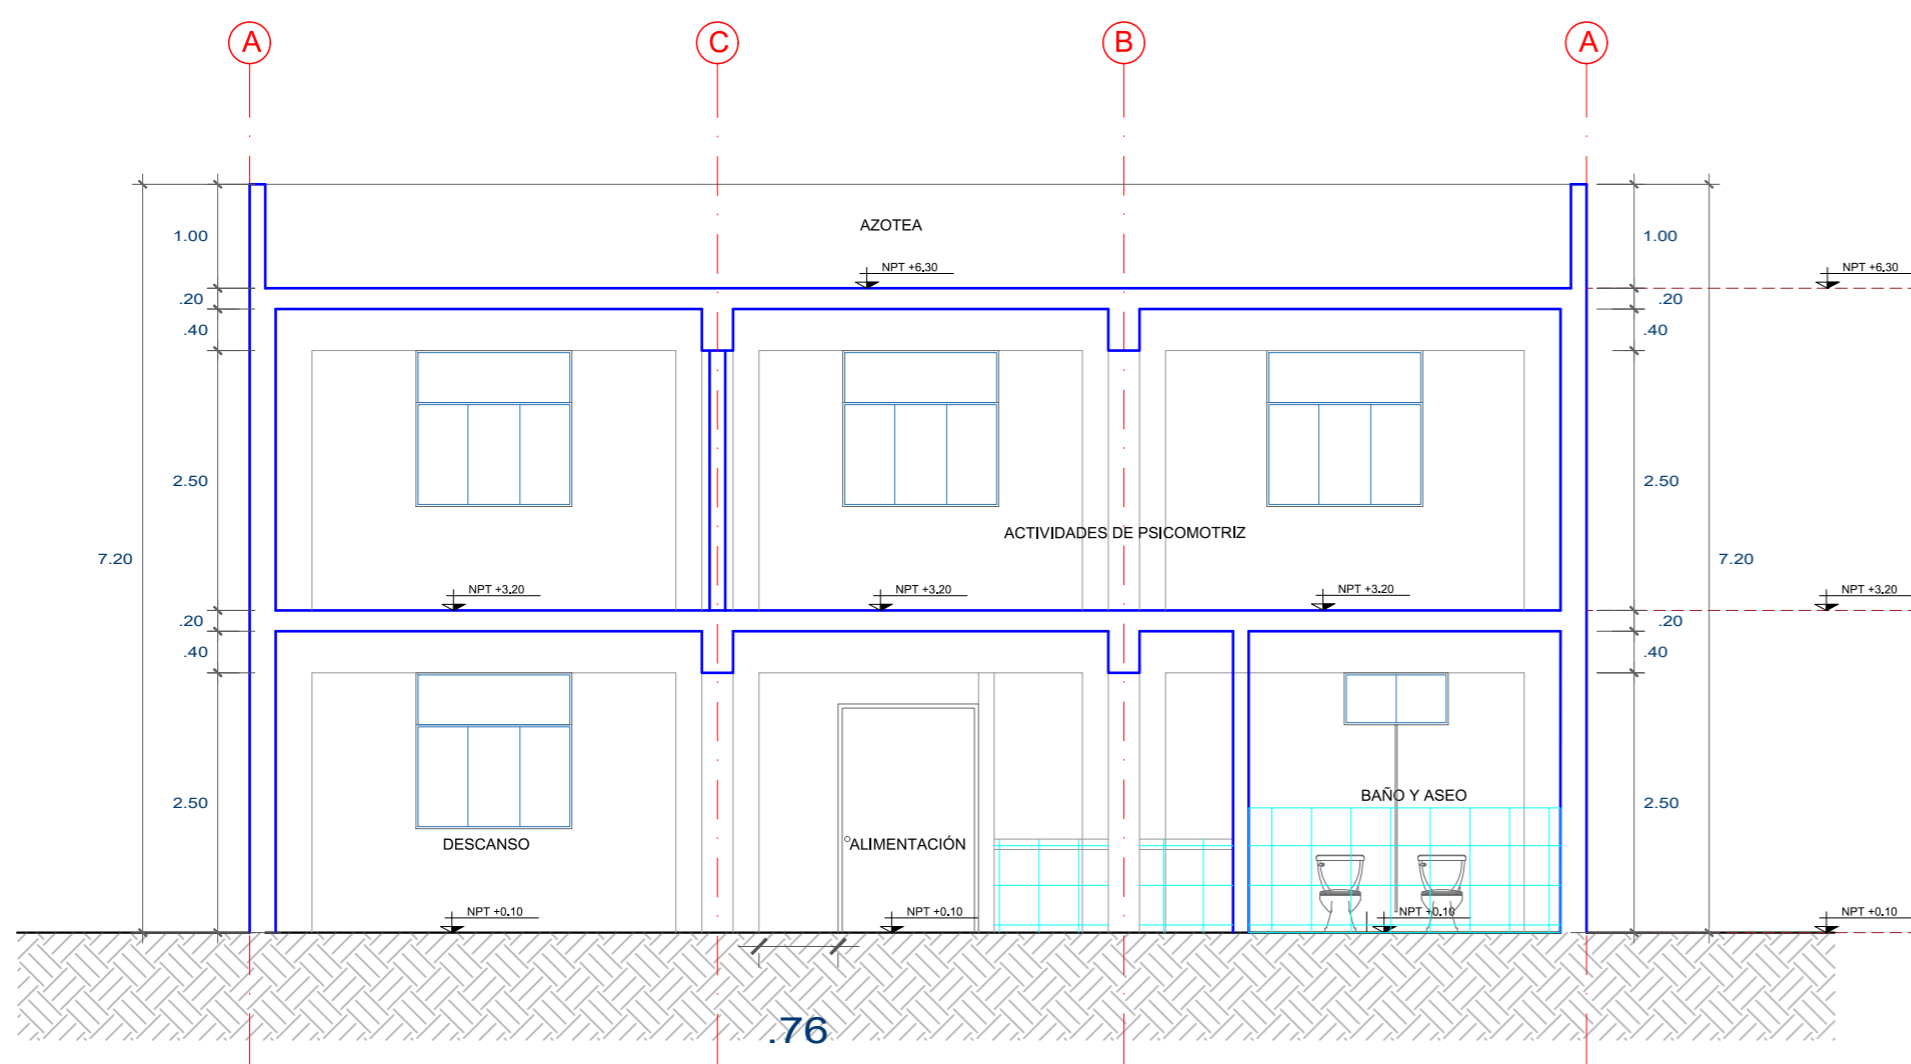 A C B A
AZOTEA
1.00 1.00
NPT +6.30 NPT +6.30
.20 .20
.40 .40
2.50 2.50
ACTIVIDADES DE PSICOMOTRIZ
7.20 7.20
NPT +3.20 NPT +3.20 NPT +3.20 NPT +3.20
.20 .20
.40 .40
2.50 BAÑO Y ASEO 2.50
DESCANSO ALIMENTACIÓN
NPT +0.10 NPT +0.10 NPT +0.10 NPT +0.10
.76